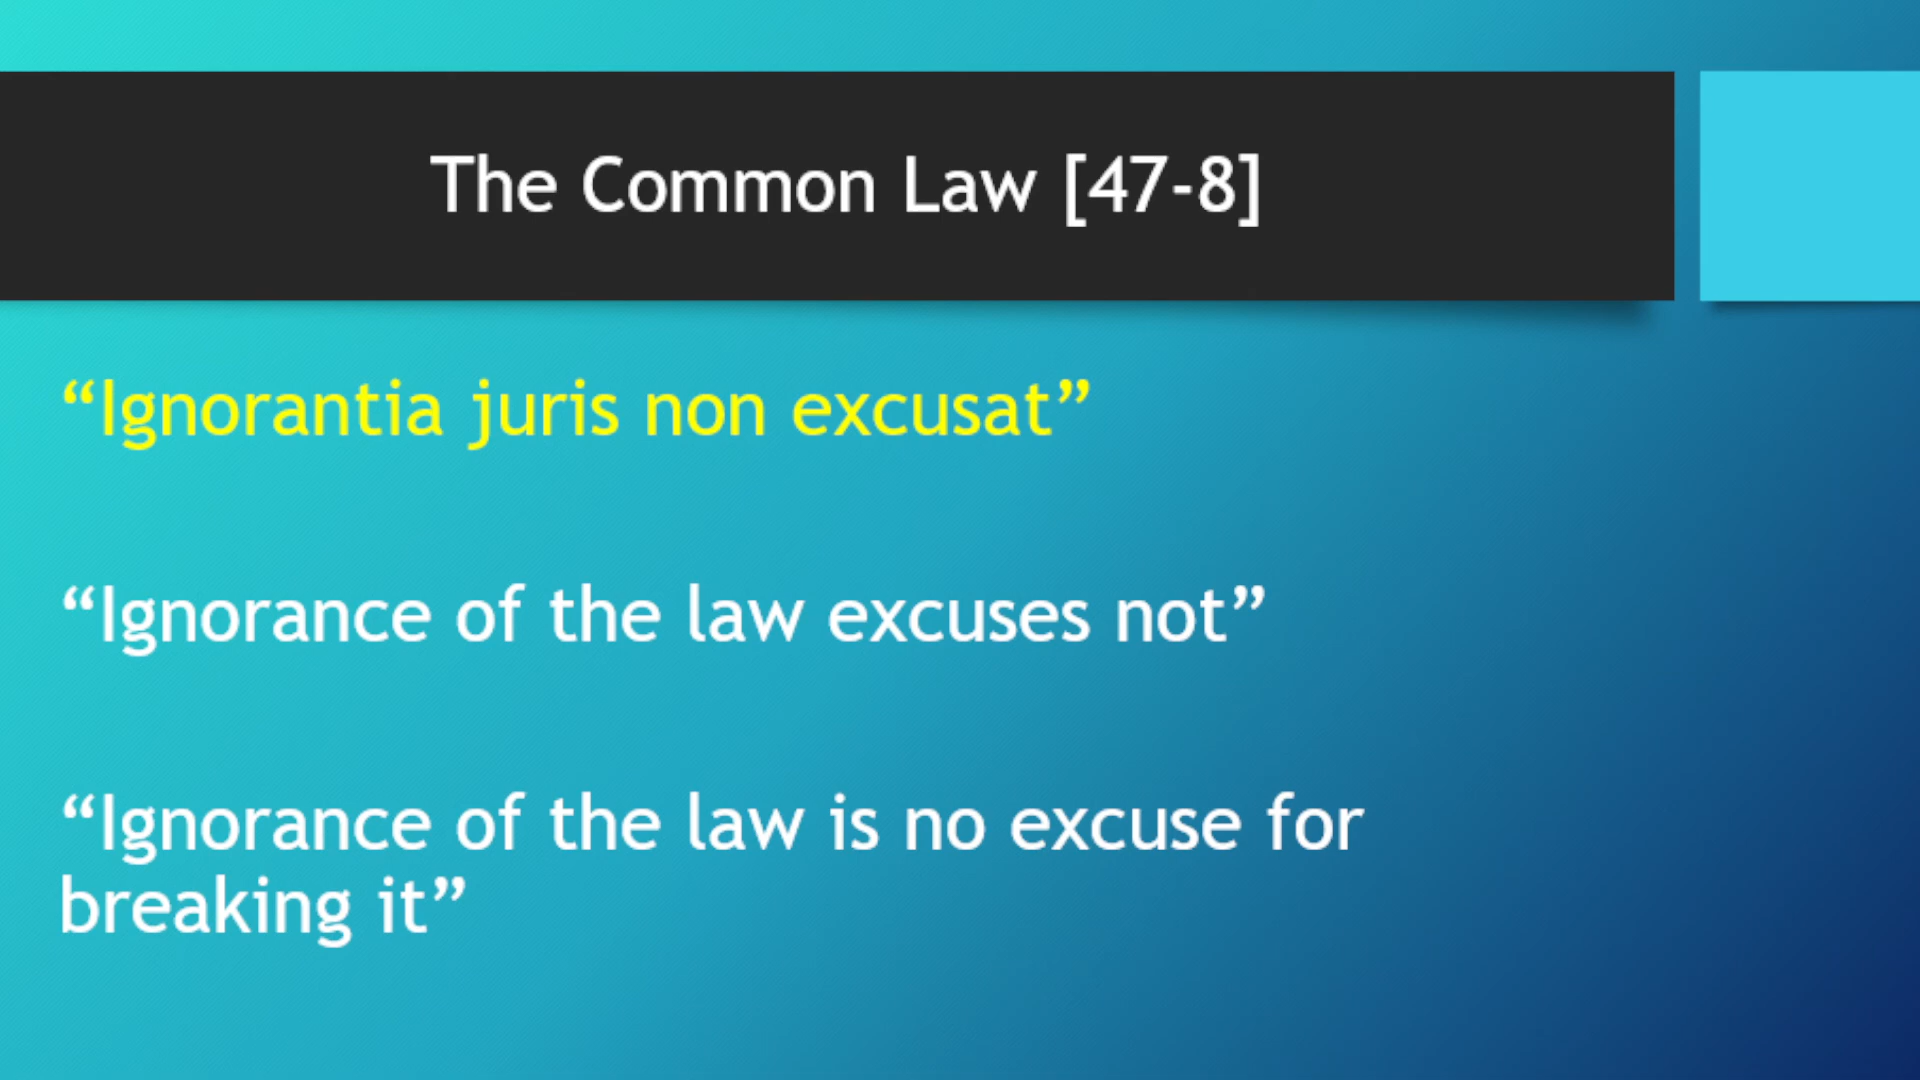 The Common Law [47-8]
“Ignorantia juris non excusat”
“Ignorance of the law excuses not”
“Ignorance of the law is no excuse for
breaking it”